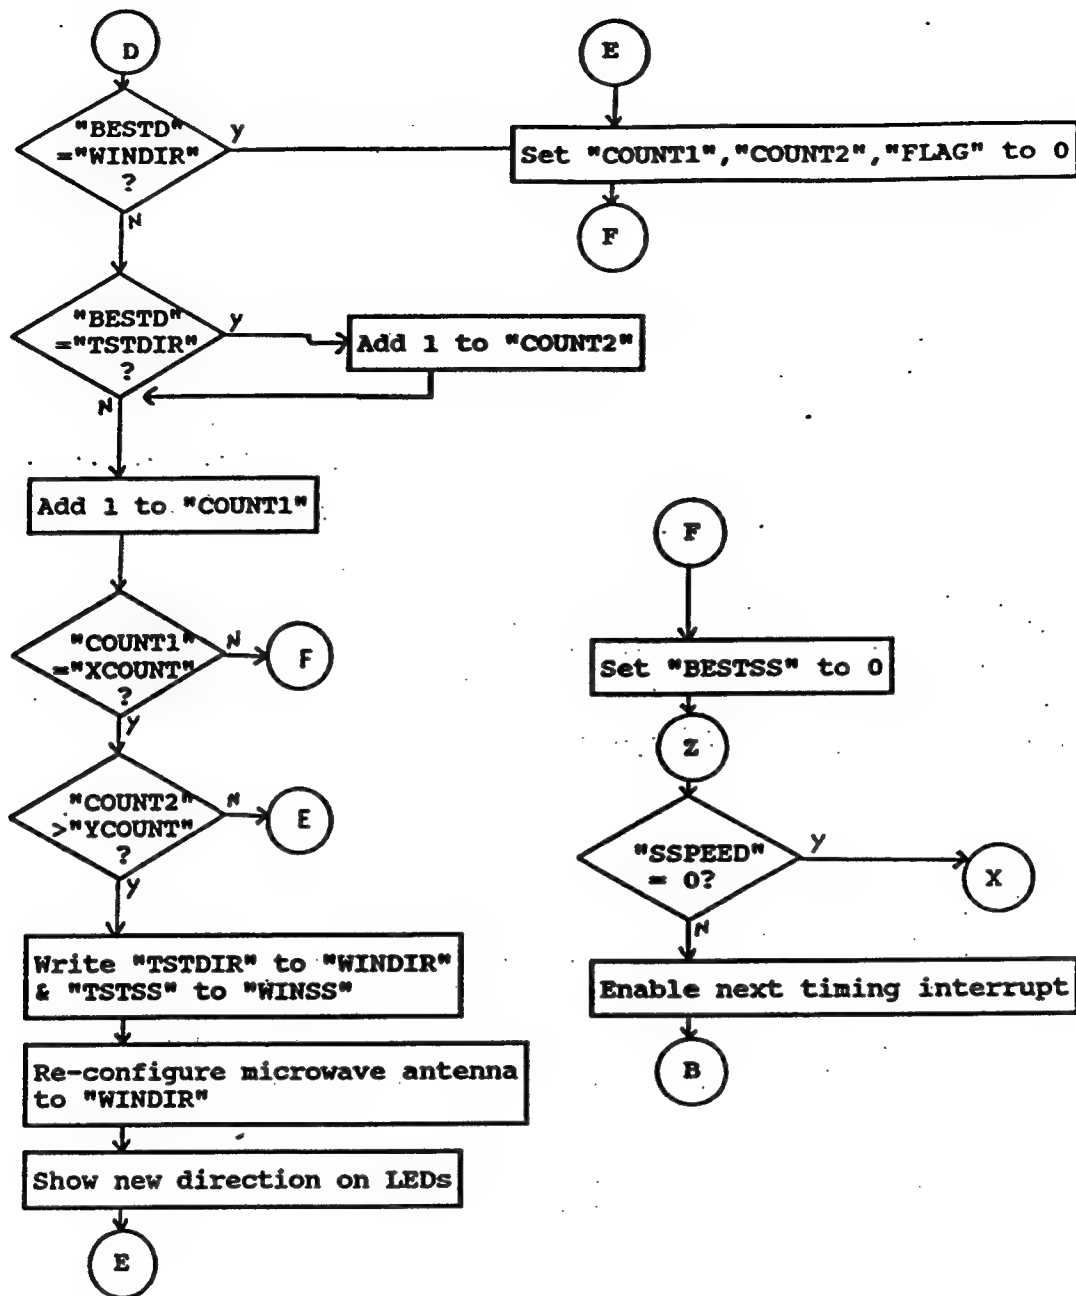 D
"BESTD"
="WINDIR"
?
y
N
"BESTD"
="TSTDIR"
?
y
N
Add 1 to "COUNT2"
Add 1 to "COUNT1"
"COUNT1"
="XCOUNT"
?
N
F
y
"COUNT2"
>"YCOUNT"
?
N
E
y
Write "TSTDIR" to "WINDIR"
& "TSTSS" to "WINSS"
Re-configure microwave antenna
to "WINDIR"
Show new direction on LEDs
E
E
Set "COUNT1","COUNT2","FLAG" to 0
F
F
Set "BESTSS" to 0
Z
"SSPEED"
= 0?
y
X
N
Enable next timing interrupt
B